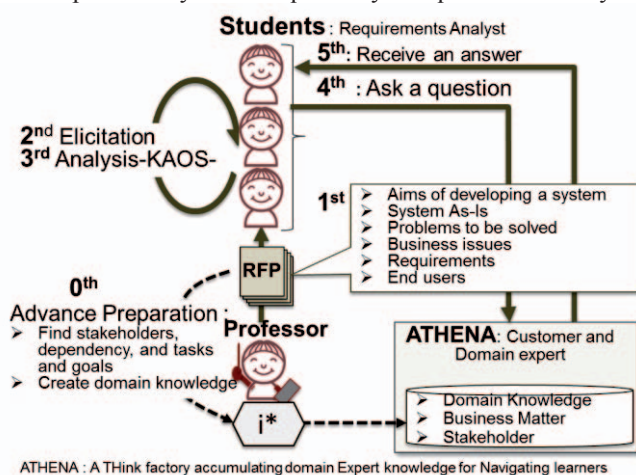 Students: Requirements Analyst
5th: Receive an answer
4th : Ask a question
2nd Elicitation
3rd Analysis-KAOS-
1st
➢ Aims of developing a system
➢ System As-Is
➢ Problems to be solved
➢ Business issues
➢ Requirements
➢ End users
RFP
0th
Advance Preparation :
➢ Find stakeholders,
dependency, and tasks
and goals
➢ Create domain knowledge
Professor
i*
ATHENA: Customer and
Domain expert
➢ Domain Knowledge
➢ Business Matter
➢ Stakeholder
ATHENA : A THink factory accumulating domain Expert knowledge for Navigating learners